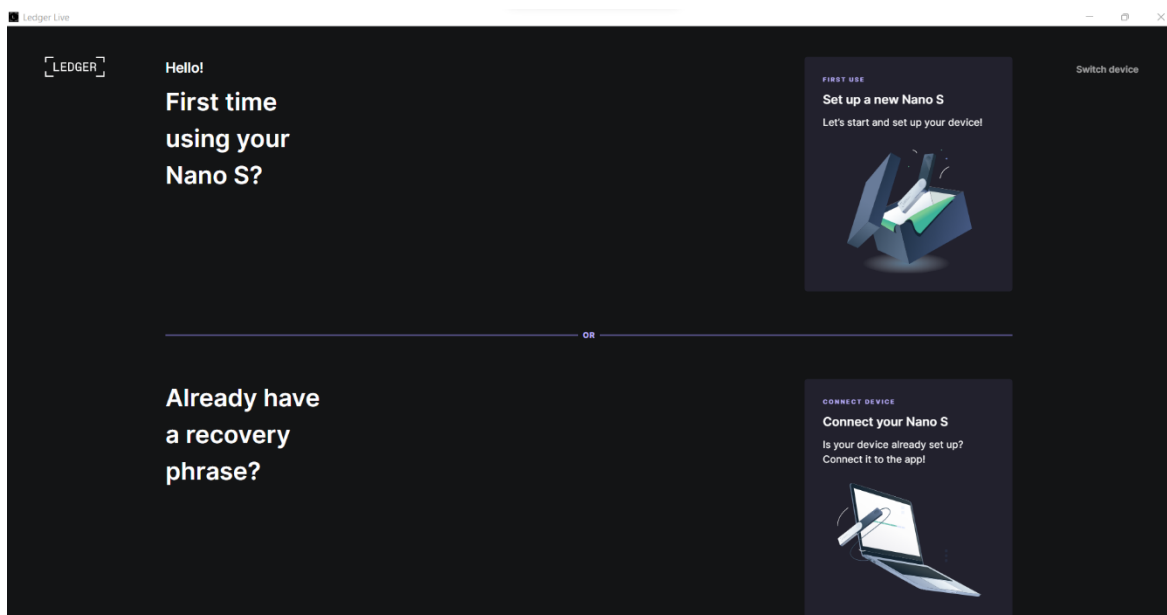 Ledger Live
LEDGER
Switch device
Hello!
First time
using your
Nano S?
FIRST USE
Set up a new Nano S
Let's start and set up your device!
OR
Already have
a recovery
phrase?
CONNECT DEVICE
Connect your Nano S
Is your device already set up?
Connect it to the app!